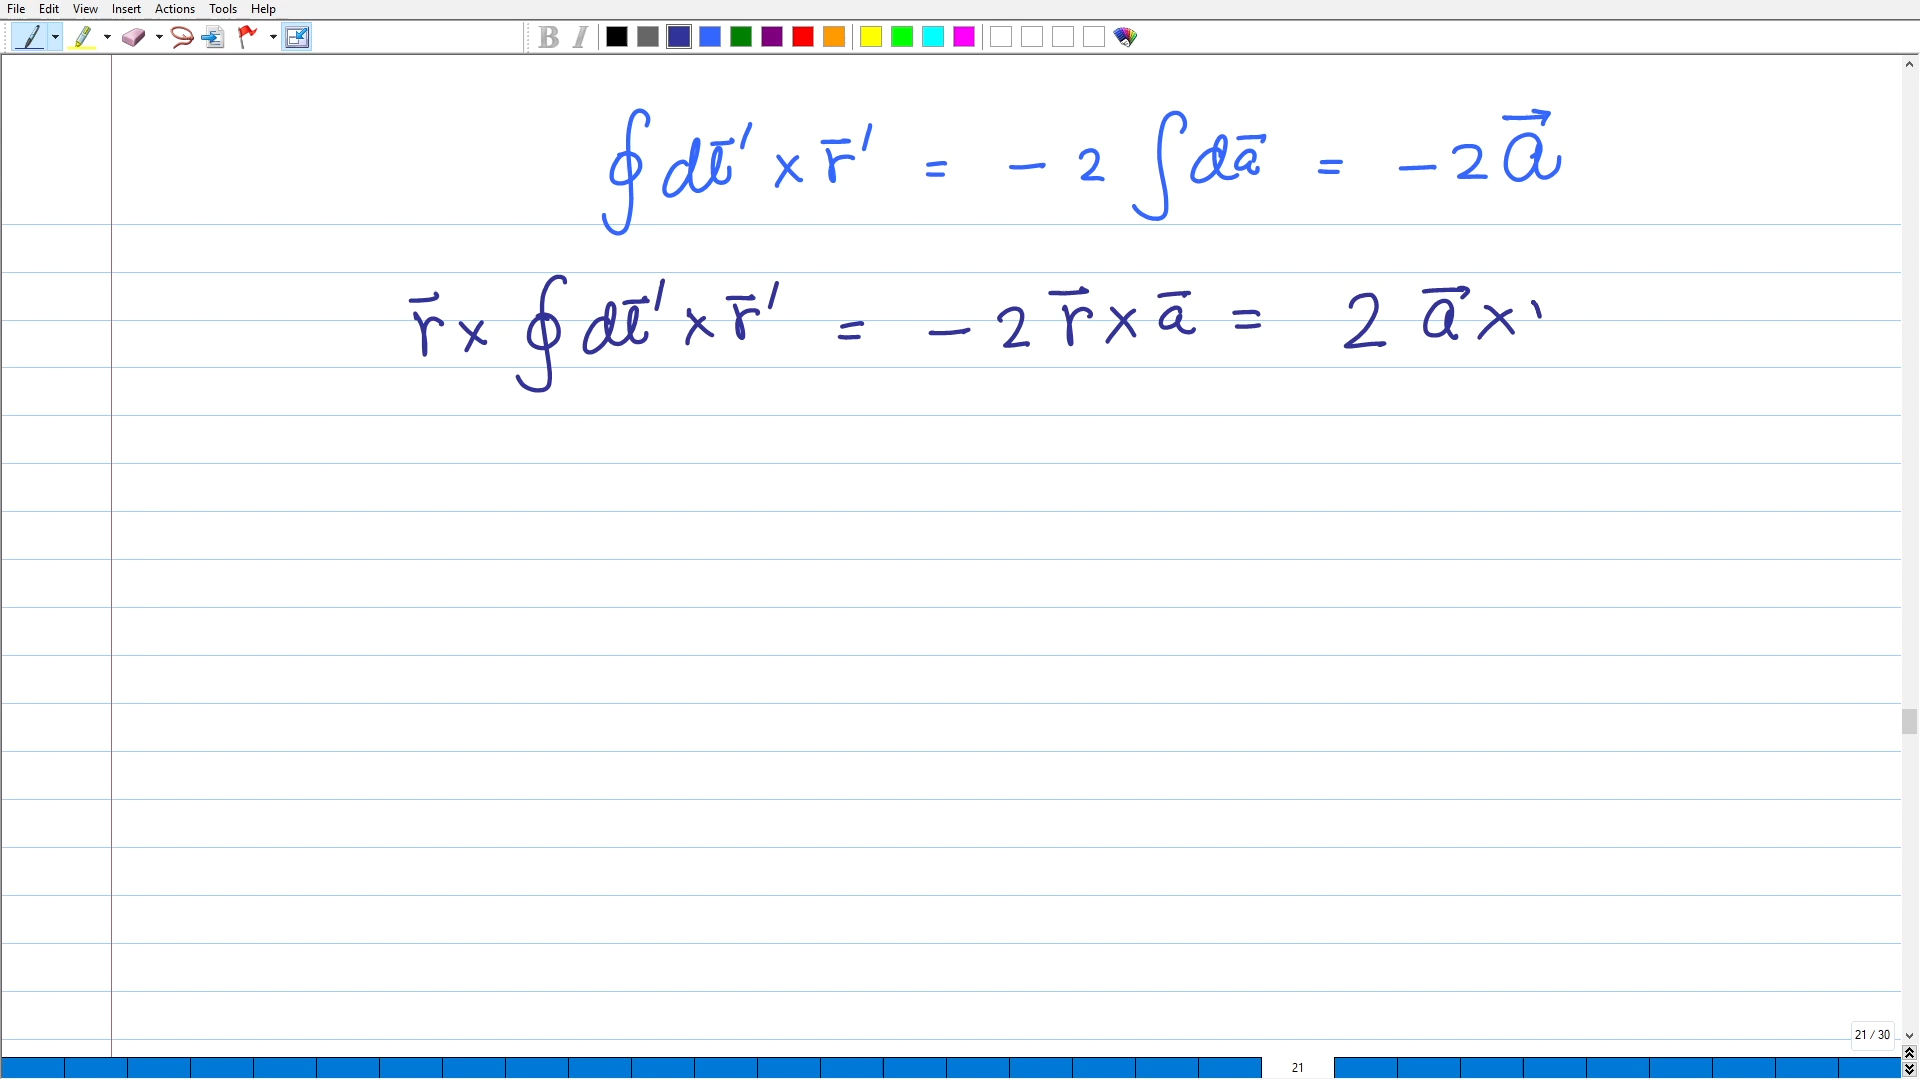 File Edit View Insert Actions Tools Help
B I
∮ dl̄′ × r̄′ = − 2 ∫ dā = − 2 a⃗
r⃗ × ∮ dl̄′ × r̄′ = − 2 r⃗ × ā = 2 a⃗ ×
21 / 30
21